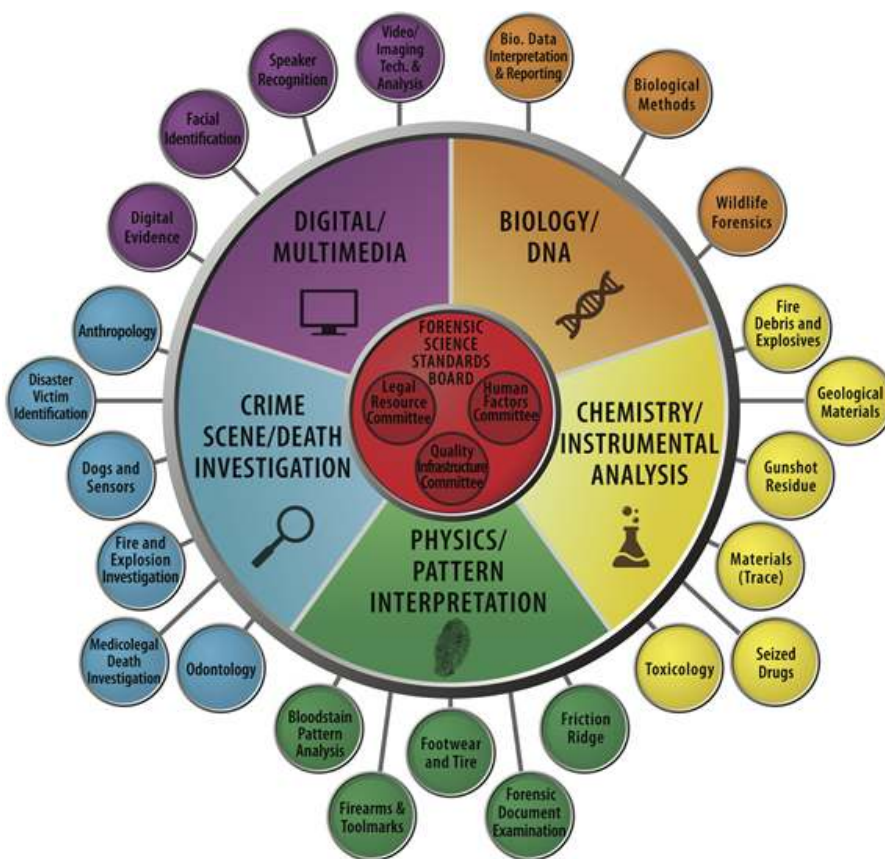 Video/
Imaging
Tech. &
Analysis
Bio. Data
Interpretation
& Reporting
Speaker
Recognition
Biological
Methods
Facial
Identification
Wildlife
Forensics
Digital
Evidence
DIGITAL/
MULTIMEDIA
BIOLOGY/
DNA
Anthropology
Fire
Debris and
Explosives
FORENSIC
SCIENCE
STANDARDS
BOARD
Legal
Resource
Committee
Human
Factors
Committee
Quality
Infrastructure
Committee
Disaster
Victim
Identification
Geological
Materials
CRIME
SCENE/DEATH
INVESTIGATION
CHEMISTRY/
INSTRUMENTAL
ANALYSIS
Dogs and
Sensors
Gunshot
Residue
PHYSICS/
PATTERN
INTERPRETATION
Fire and
Explosion
Investigation
Materials
(Trace)
Medicolegal
Death
Investigation
Odontology
Toxicology
Seized
Drugs
Bloodstain
Pattern
Analysis
Footwear
and Tire
Friction
Ridge
Firearms &
Toolmarks
Forensic
Document
Examination